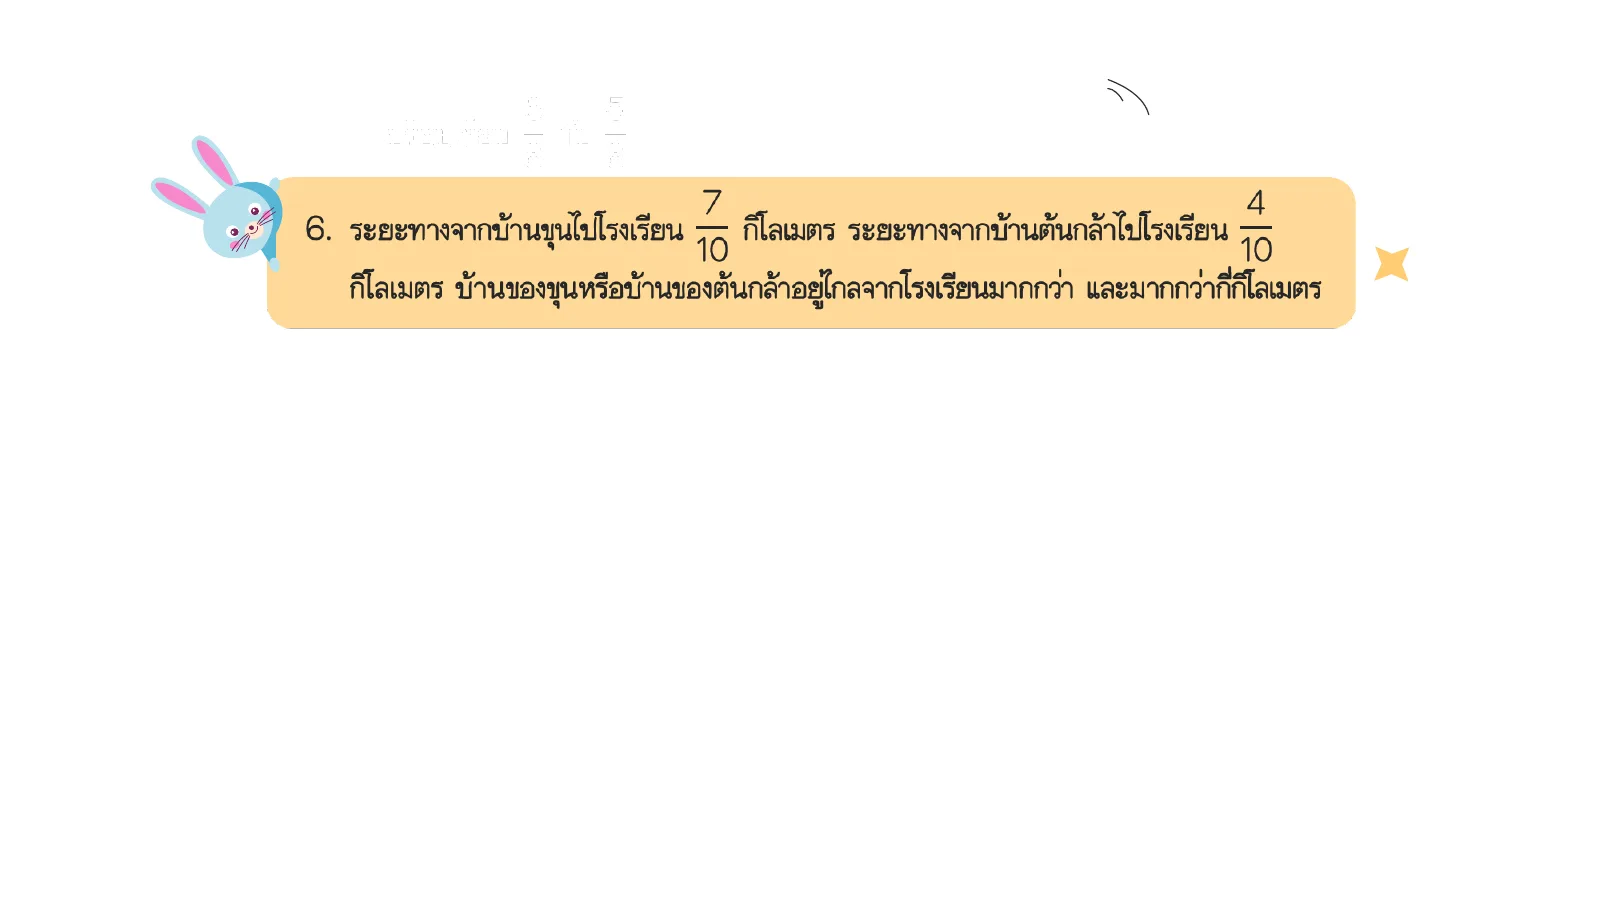 6. ระยะทางจากบ้านขุนไปโรงเรียน 7/10 กิโลเมตร ระยะทางจากบ้านต้นกล้าไปโรงเรียน 4/10
กิโลเมตร บ้านของขุนหรือบ้านของต้นกล้าอยู่ไกลจากโรงเรียนมากกว่า และมากกว่ากี่กิโลเมตร